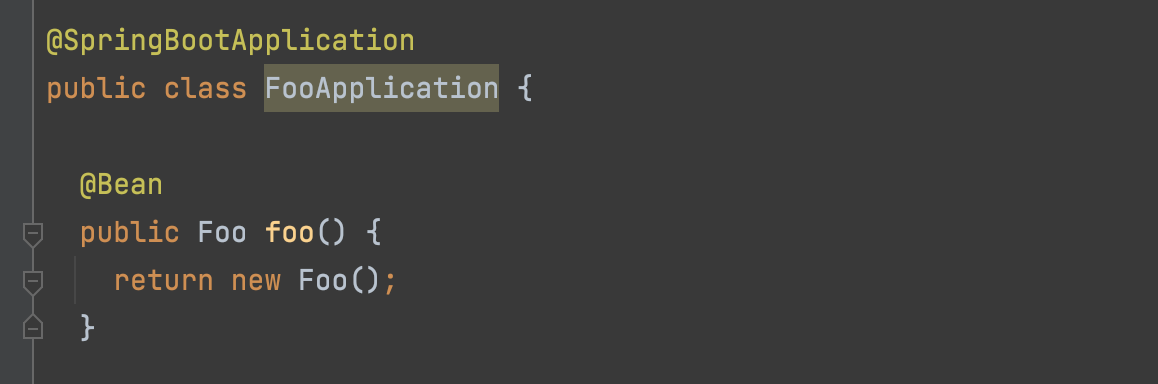 @SpringBootApplication
public class FooApplication {
@Bean
public Foo foo() {
return new Foo();
}